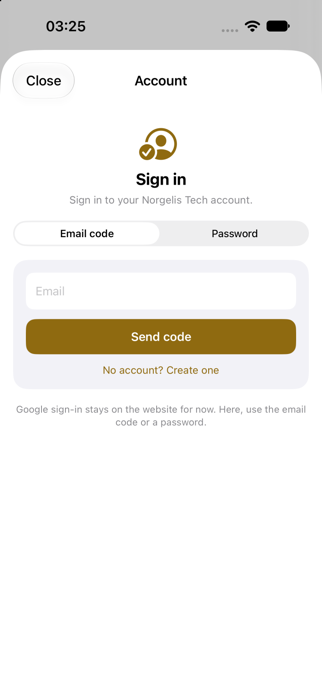 03:25
Close
Account
Sign in
Sign in to your Norgelis Tech account.
Email code
Password
Email
Send code
No account? Create one
Google sign-in stays on the website for now. Here, use the email
code or a password.